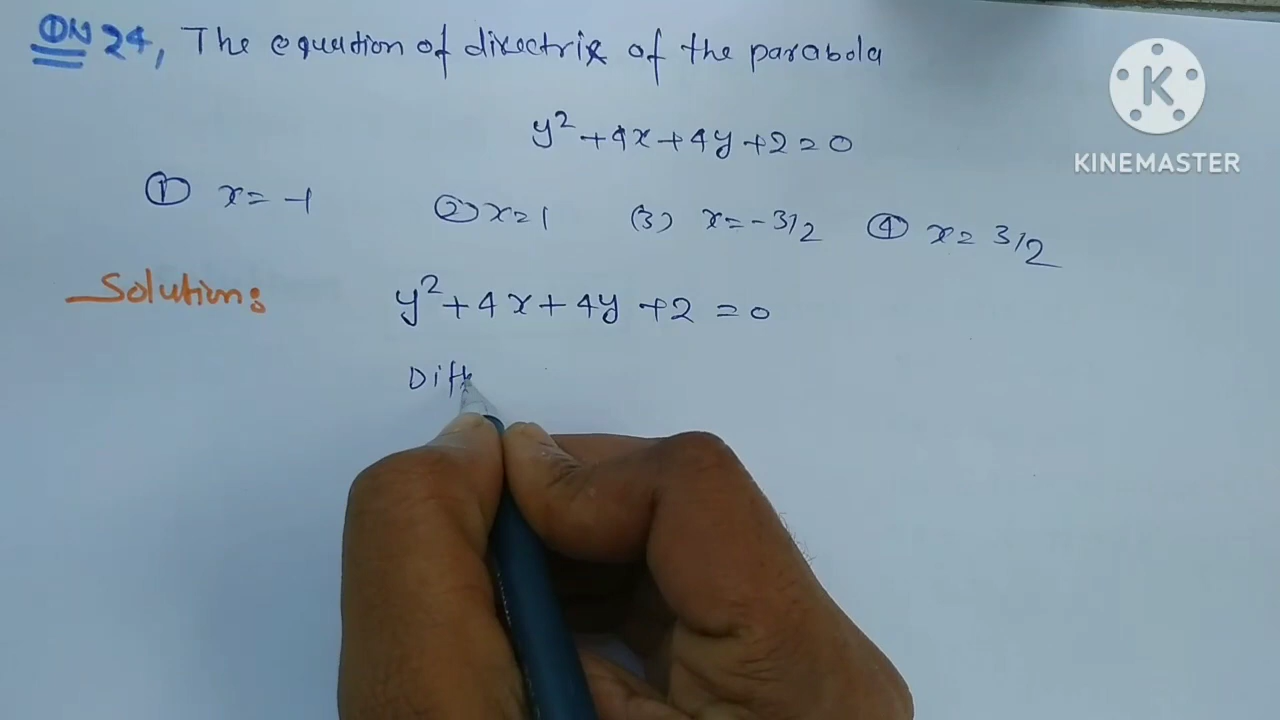 QN 24, The equation of directrix of the parabola
y² + 4x + 4y + 2 = 0
① x = -1 ② x = 1 (3) x = -3/2 ④ x = 3/2
Solution:
y² + 4x + 4y + 2 = 0
Diff
KINEMASTER